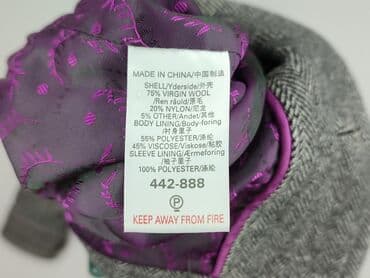 MADE IN CHINA/中国制造
SHELL/Yderside/外壳
75% VIRGIN WOOL
/Ren råuld/原毛
20% NYLON/尼龙
5% OTHER/Andet/其它
BODY LINING/Body-foring
/衬身里子
55% POLYESTER/涤纶
45% VISCOSE/Viskose/粘胶
SLEEVE LINING/Ærmeforing
/袖子里子
100% POLYESTER/涤纶
442-888
P
KEEP AWAY FROM FIRE